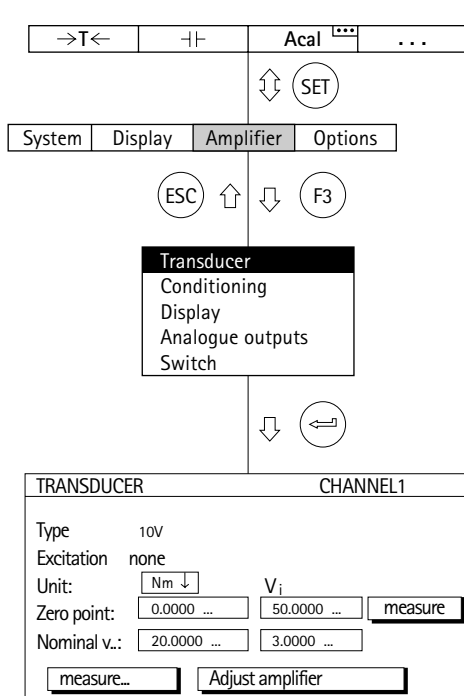 →T← ⊣⊢ Acal ...
SET
System Display Amplifier Options
ESC F3
Transducer
Conditioning
Display
Analogue outputs
Switch
TRANSDUCER CHANNEL1
Type 10V
Excitation none
Unit: Nm ↓ Vi
Zero point: 0.0000 ... 50.0000 ... measure
Nominal v..: 20.0000 ... 3.0000 ...
measure... Adjust amplifier